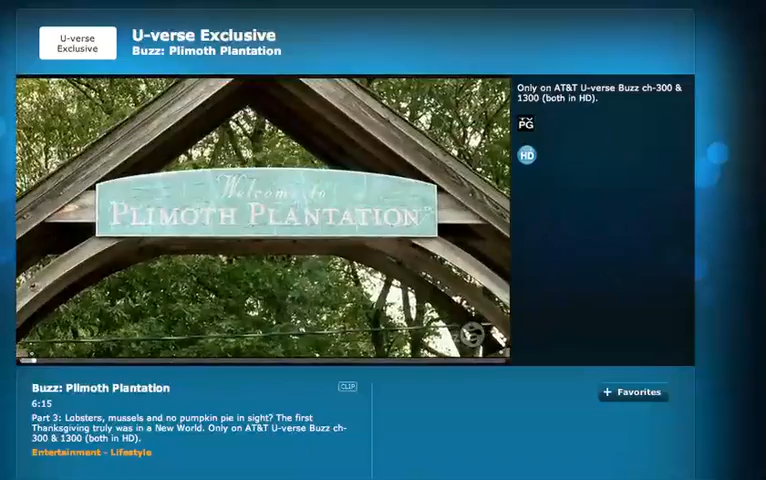 U-verse
Exclusive
U-verse Exclusive
Buzz: Plimoth Plantation
Only on AT&T U-verse Buzz ch-300 &
1300 (both in HD).
TV
PG
HD
Welcome to
PLIMOTH PLANTATION™
Buzz: Plimoth Plantation
CLIP
6:15
Part 3: Lobsters, mussels and no pumpkin pie in sight? The first
Thanksgiving truly was in a New World. Only on AT&T U-verse Buzz ch-
300 & 1300 (both in HD).
Entertainment - Lifestyle
+ Favorites